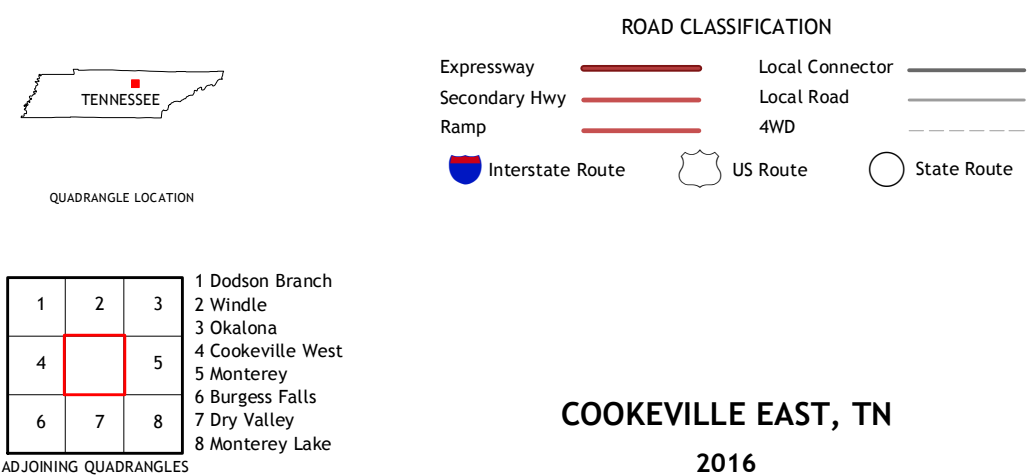 ROAD CLASSIFICATION
Expressway
Secondary Hwy
Ramp
Local Connector
Local Road
4WD
Interstate Route
US Route
State Route
TENNESSEE
QUADRANGLE LOCATION
1 2 3
4 5
6 7 8
1 Dodson Branch
2 Windle
3 Okalona
4 Cookeville West
5 Monterey
6 Burgess Falls
7 Dry Valley
8 Monterey Lake
ADJOINING QUADRANGLES
COOKEVILLE EAST, TN
2016